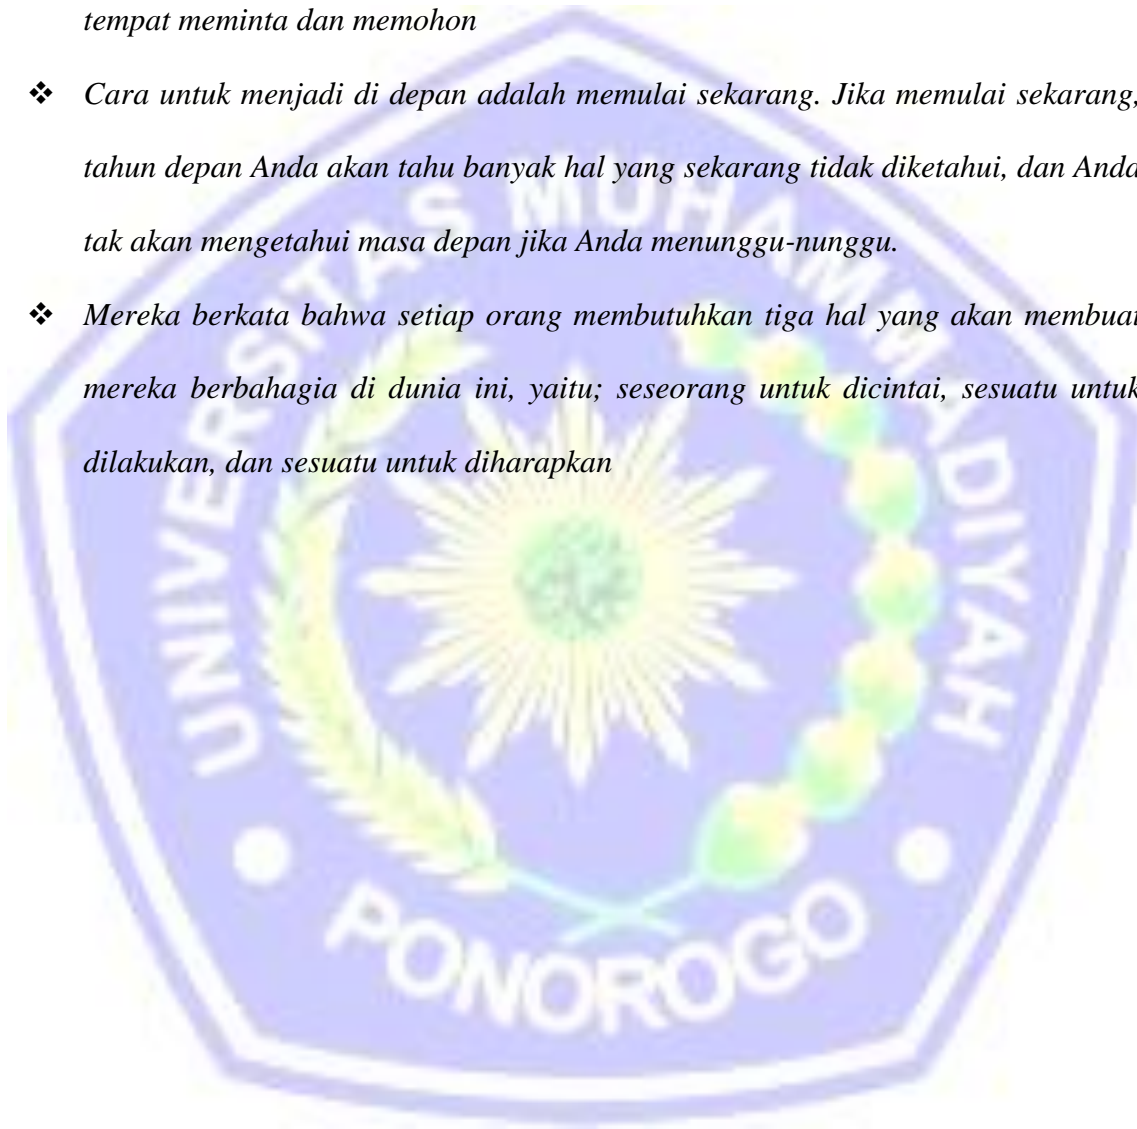 tempat meminta dan memohon
❖ Cara untuk menjadi di depan adalah memulai sekarang. Jika memulai sekarang,
tahun depan Anda akan tahu banyak hal yang sekarang tidak diketahui, dan Anda
tak akan mengetahui masa depan jika Anda menunggu-nunggu.
❖ Mereka berkata bahwa setiap orang membutuhkan tiga hal yang akan membuat
mereka berbahagia di dunia ini, yaitu; seseorang untuk dicintai, sesuatu untuk
dilakukan, dan sesuatu untuk diharapkan
UNIVERSITAS MUHAMMADIYAH
PONOROGO